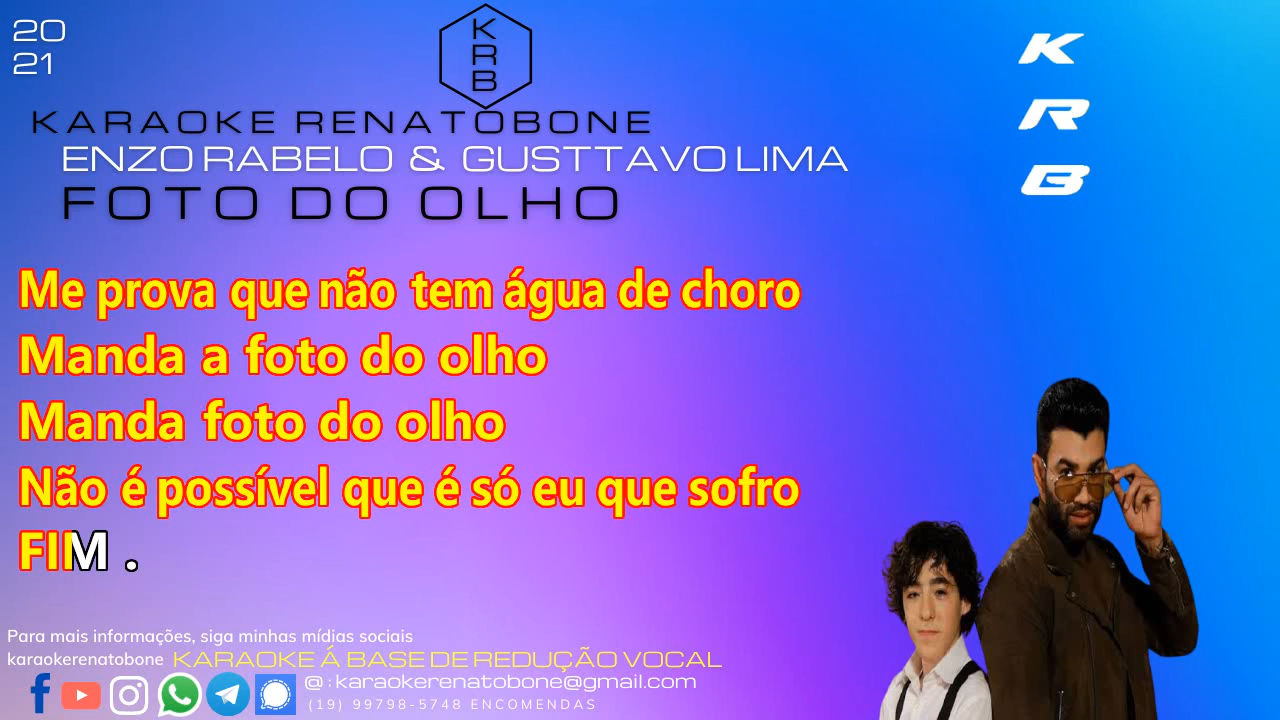 20
21
K
R
B
KARAOKE RENATOBONE
ENZO RABELO & GUSTTAVO LIMA
FOTO DO OLHO
K
R
B
Me prova que não tem água de choro
Manda a foto do olho
Manda foto do olho
Não é possível que é só eu que sofro
FIM .
Para mais informações, siga minhas mídias sociais
karaokerenatobone KARAOKE Á BASE DE REDUÇÃO VOCAL
@ : karaokerenatobone@gmail.com
(19) 99798-5748 ENCOMENDAS